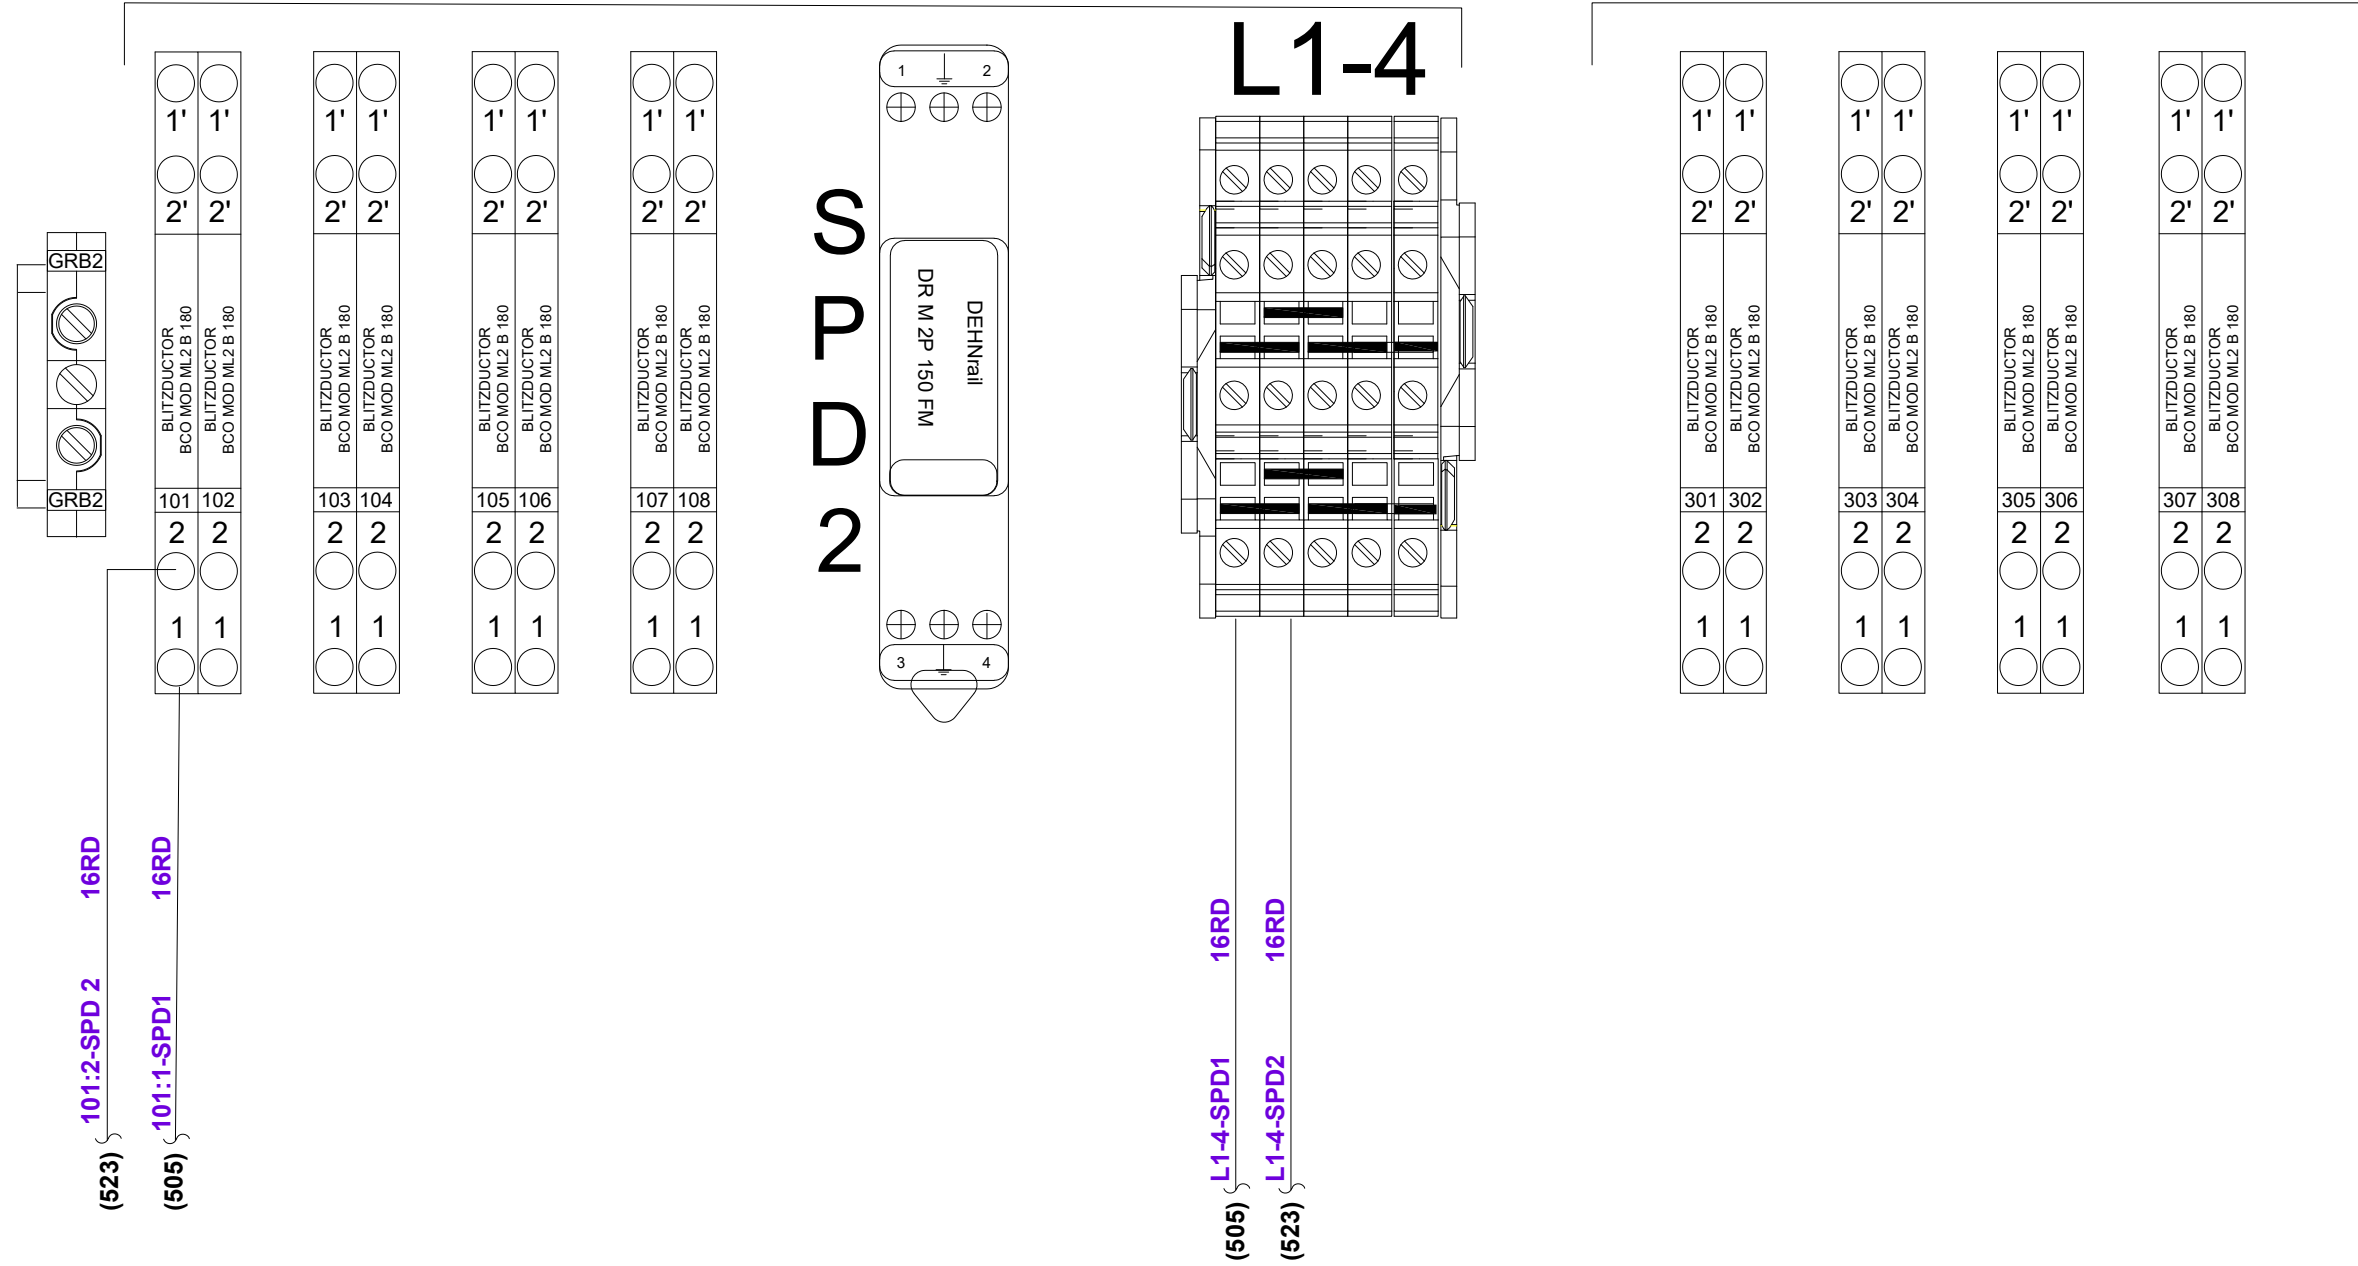 L1-4
1' 1' 1' 1' 1' 1' 1' 1' 1 2 1' 1' 1' 1' 1' 1' 1' 1'
2' 2' 2' 2' 2' 2' 2' 2' 2' 2' 2' 2' 2' 2' 2' 2'
SPD2
GRB2
BLITZDUCTOR
BCO MOD ML2 B 180
BLITZDUCTOR
BCO MOD ML2 B 180
BLITZDUCTOR
BCO MOD ML2 B 180
BLITZDUCTOR
BCO MOD ML2 B 180
BLITZDUCTOR
BCO MOD ML2 B 180
BLITZDUCTOR
BCO MOD ML2 B 180
BLITZDUCTOR
BCO MOD ML2 B 180
BLITZDUCTOR
BCO MOD ML2 B 180
DEHNrail
DR M 2P 150 FM
BLITZDUCTOR
BCO MOD ML2 B 180
BLITZDUCTOR
BCO MOD ML2 B 180
BLITZDUCTOR
BCO MOD ML2 B 180
BLITZDUCTOR
BCO MOD ML2 B 180
BLITZDUCTOR
BCO MOD ML2 B 180
BLITZDUCTOR
BCO MOD ML2 B 180
BLITZDUCTOR
BCO MOD ML2 B 180
BLITZDUCTOR
BCO MOD ML2 B 180
GRB2
101 102 103 104 105 106 107 108 301 302 303 304 305 306 307 308
2 2 2 2 2 2 2 2 2 2 2 2 2 2 2 2
1 1 1 1 1 1 1 1 1 1 1 1 1 1 1 1
3 4
101:2-SPD 2 16RD
(523)
101:1-SPD1 16RD
(505)
L1-4-SPD1 16RD
(505)
L1-4-SPD2 16RD
(523)